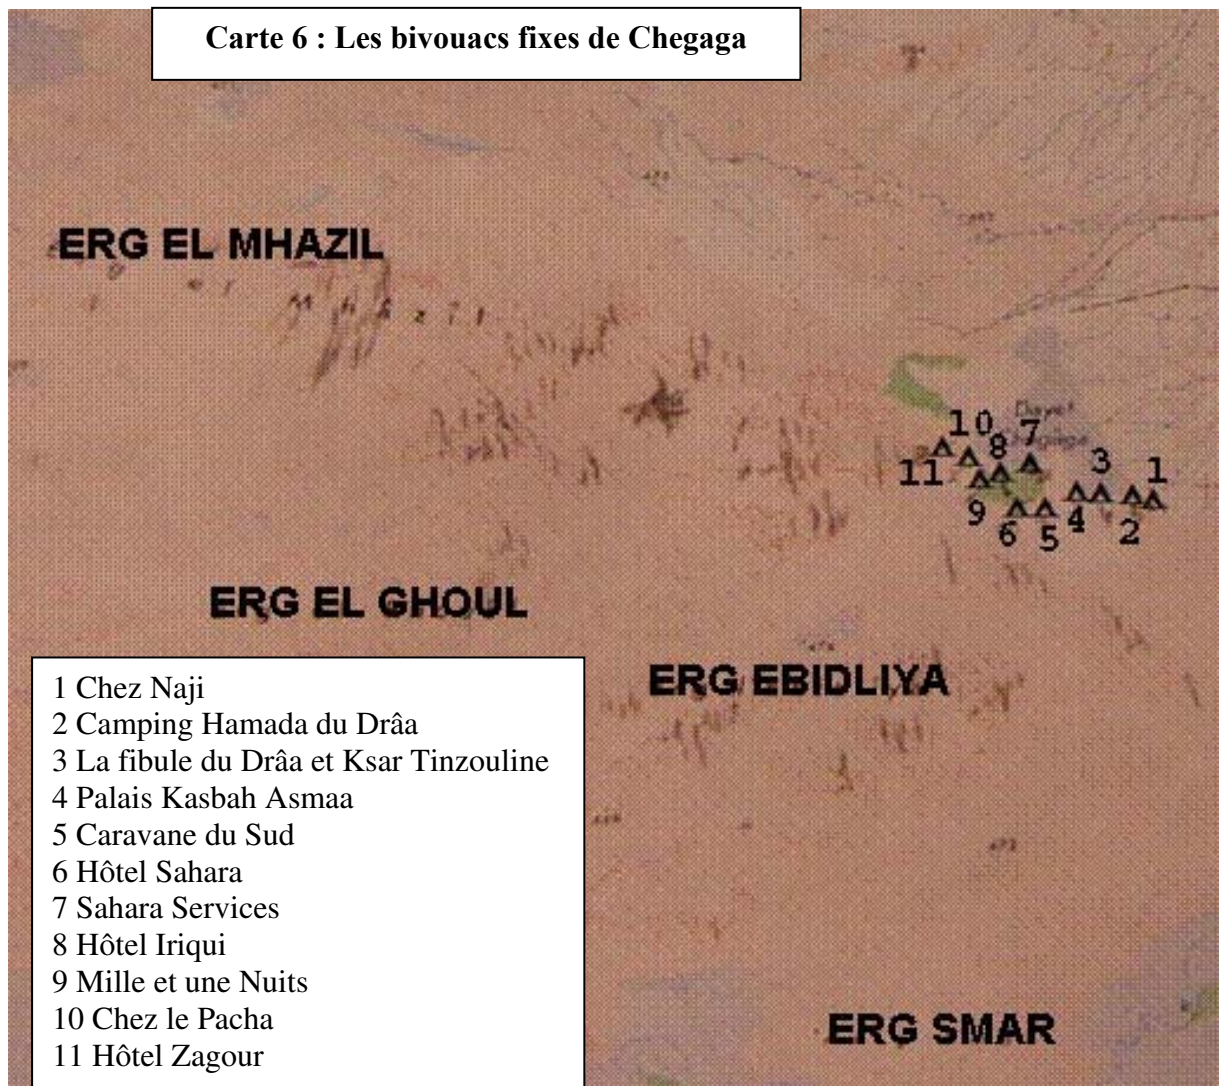 Carte 6 : Les bivouacs fixes de Chegaga
ERG EL MHAZIL
M h a z i l
Dayet
Chegaga
10
7
8
3
1
11
9
6
5
4
2
ERG EL GHOUL
ERG EBIDLIYA
1 Chez Naji
2 Camping Hamada du Drâa
3 La fibule du Drâa et Ksar Tinzouline
4 Palais Kasbah Asmaa
5 Caravane du Sud
6 Hôtel Sahara
7 Sahara Services
8 Hôtel Iriqui
9 Mille et une Nuits
10 Chez le Pacha
11 Hôtel Zagour
ERG SMAR